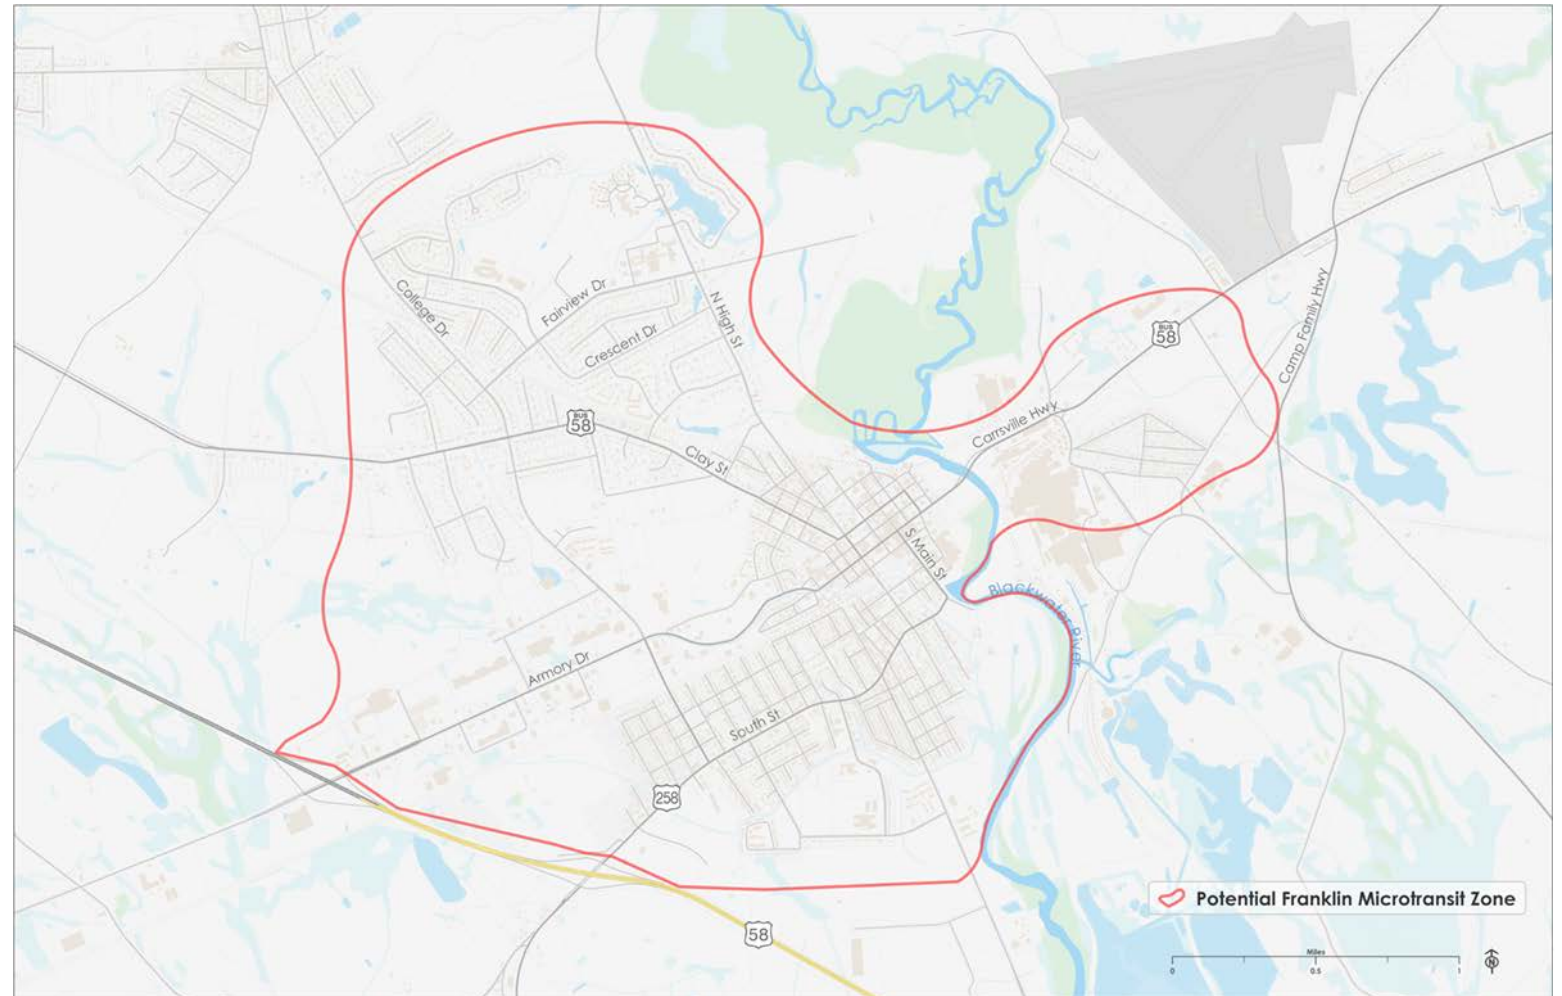 College Dr
Fairview Dr
Crescent Dr
N High St
BUS
58
Camp Family Hwy
BUS
58
Carrsville Hwy
Clay St
S Main St
Blackwater River
Armory Dr
South St
258
58
Potential Franklin Microtransit Zone
Miles
0
0.5
1
N